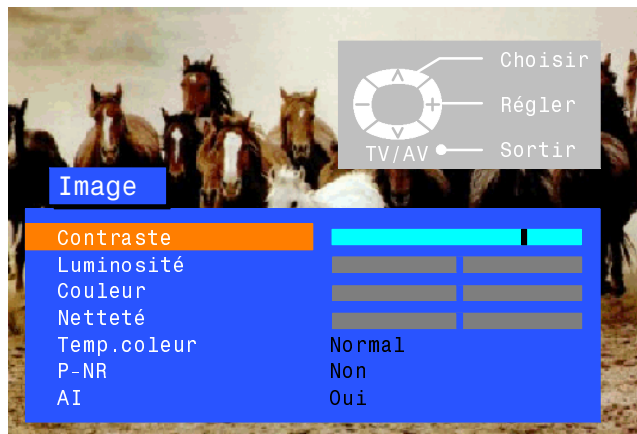 Choisir
Régler
TV/AV Sortir
Image
Contraste
Luminosité
Couleur
Netteté
Temp.coleur Normal
P-NR Non
AI Oui